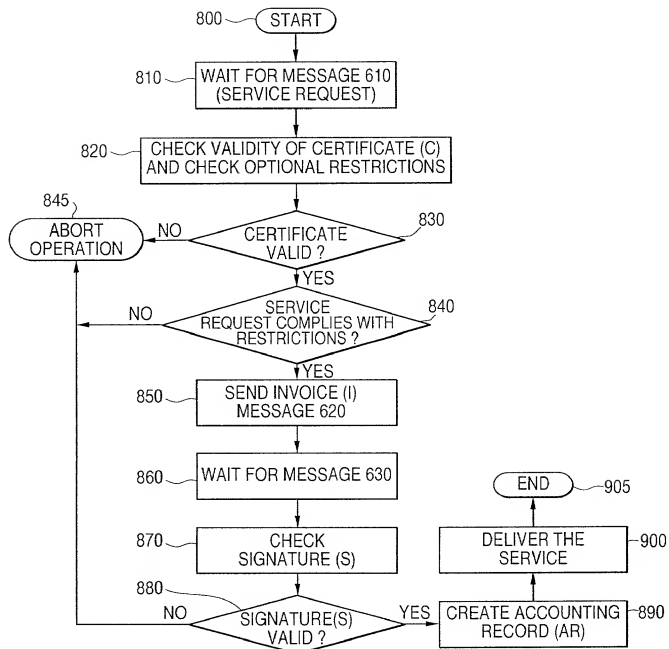 800
START
810
WAIT FOR MESSAGE 610
(SERVICE REQUEST)
820
CHECK VALIDITY OF CERTIFICATE (C)
AND CHECK OPTIONAL RESTRICTIONS
845
ABORT
OPERATION
NO
CERTIFICATE
VALID ?
830
YES
NO
SERVICE
REQUEST COMPLIES WITH
RESTRICTIONS ?
840
YES
850
SEND INVOICE (I)
MESSAGE 620
860
WAIT FOR MESSAGE 630
END
905
870
CHECK
SIGNATURE (S)
DELIVER THE
SERVICE
900
880
NO
SIGNATURE(S)
VALID ?
YES
CREATE ACCOUNTING
RECORD (AR)
890